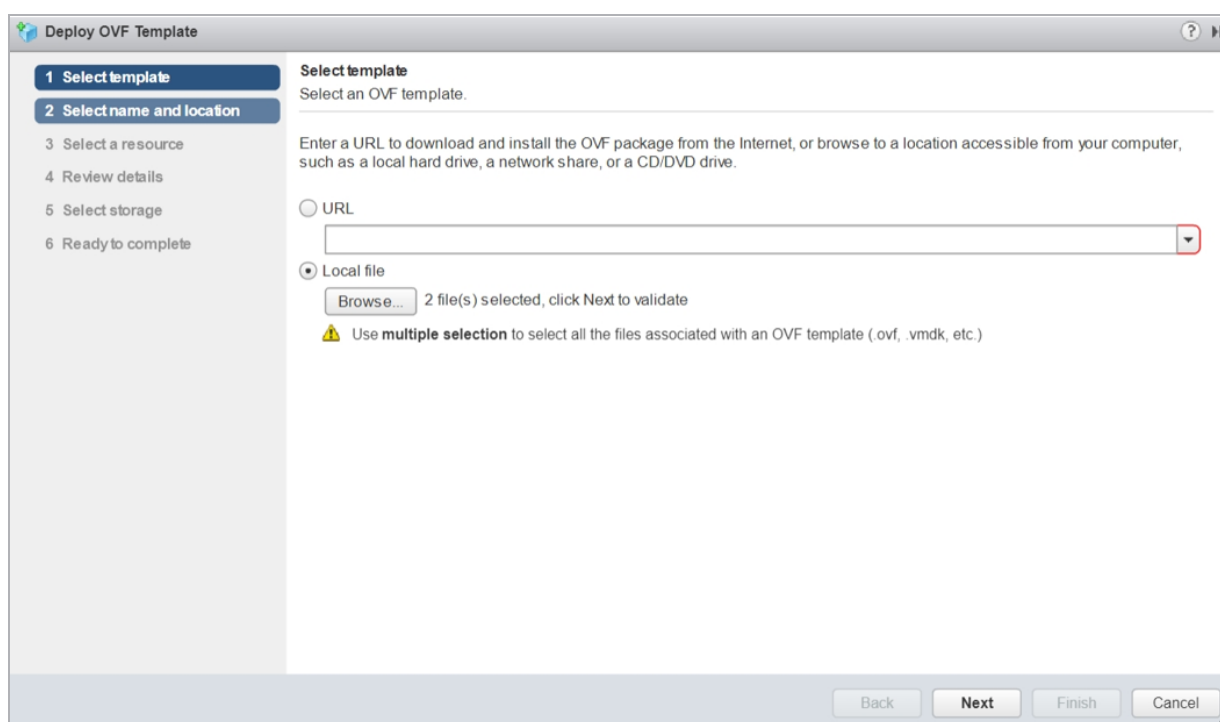 Deploy OVF Template
?
1 Select template
2 Select name and location
3 Select a resource
4 Review details
5 Select storage
6 Ready to complete
Select template
Select an OVF template.
Enter a URL to download and install the OVF package from the Internet, or browse to a location accessible from your computer,
such as a local hard drive, a network share, or a CD/DVD drive.
URL
Local file
Browse... 2 file(s) selected, click Next to validate
Use multiple selection to select all the files associated with an OVF template (.ovf, .vmdk, etc.)
Back Next Finish Cancel